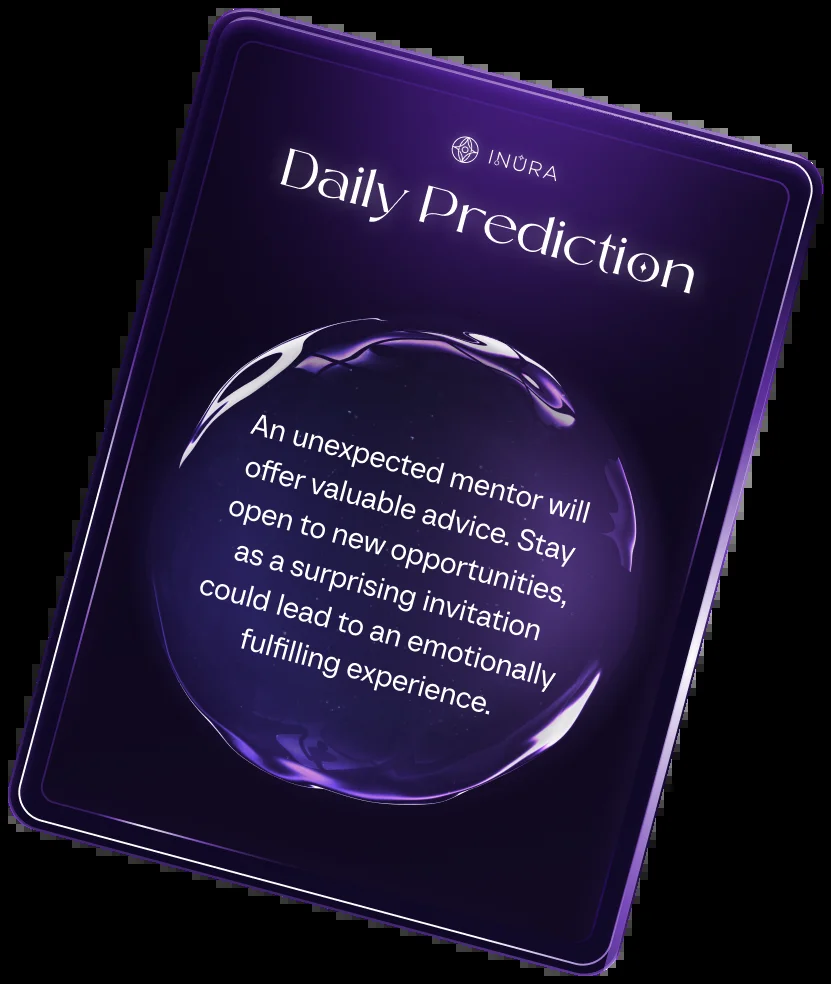 INURA
Daily Prediction
An unexpected mentor will
offer valuable advice. Stay
open to new opportunities,
as a surprising invitation
could lead to an emotionally
fulfilling experience.